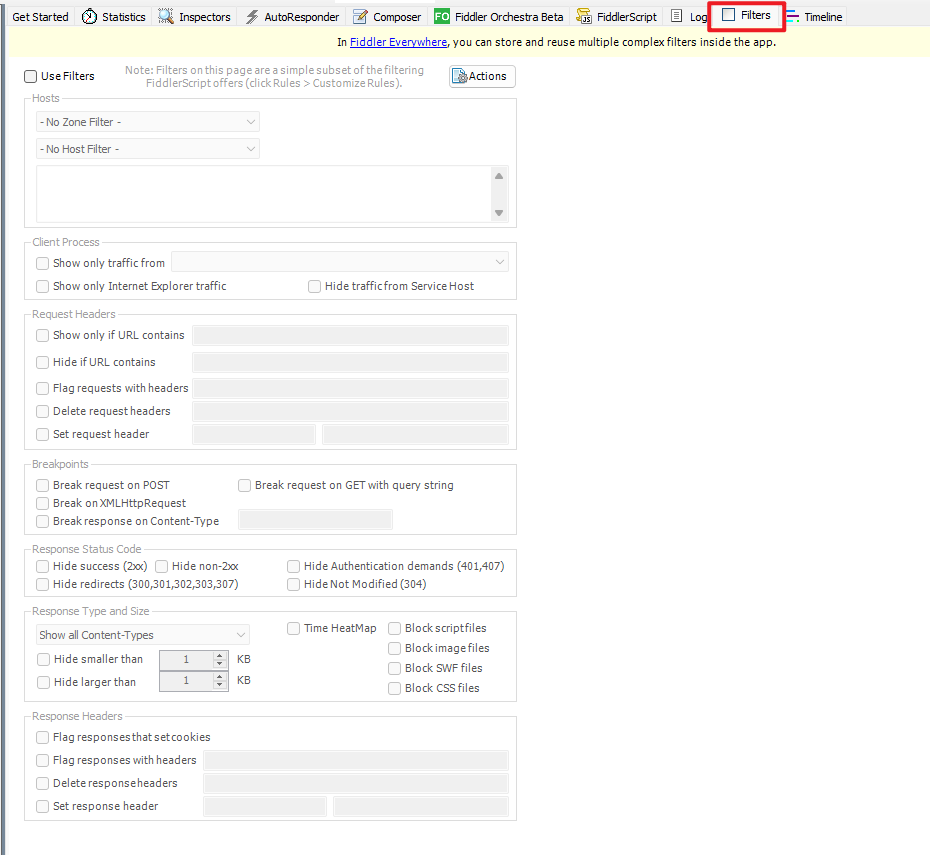 Get Started Statistics Inspectors AutoResponder Composer FO Fiddler Orchestra Beta FiddlerScript Log Filters Timeline
In Fiddler Everywhere, you can store and reuse multiple complex filters inside the app.
Use Filters
Note: Filters on this page are a simple subset of the filtering
FiddlerScript offers (click Rules > Customize Rules).
Actions
Hosts
- No Zone Filter -
- No Host Filter -
Client Process
Show only traffic from
Show only Internet Explorer traffic Hide traffic from Service Host
Request Headers
Show only if URL contains
Hide if URL contains
Flag requests with headers
Delete request headers
Set request header
Breakpoints
Break request on POST Break request on GET with query string
Break on XMLHttpRequest
Break response on Content-Type
Response Status Code
Hide success (2xx) Hide non-2xx Hide Authentication demands (401,407)
Hide redirects (300,301,302,303,307) Hide Not Modified (304)
Response Type and Size
Show all Content-Types Time HeatMap Block script files
Block image files
Hide smaller than 1 KB
Block SWF files
Hide larger than 1 KB
Block CSS files
Response Headers
Flag responses that set cookies
Flag responses with headers
Delete response headers
Set response header